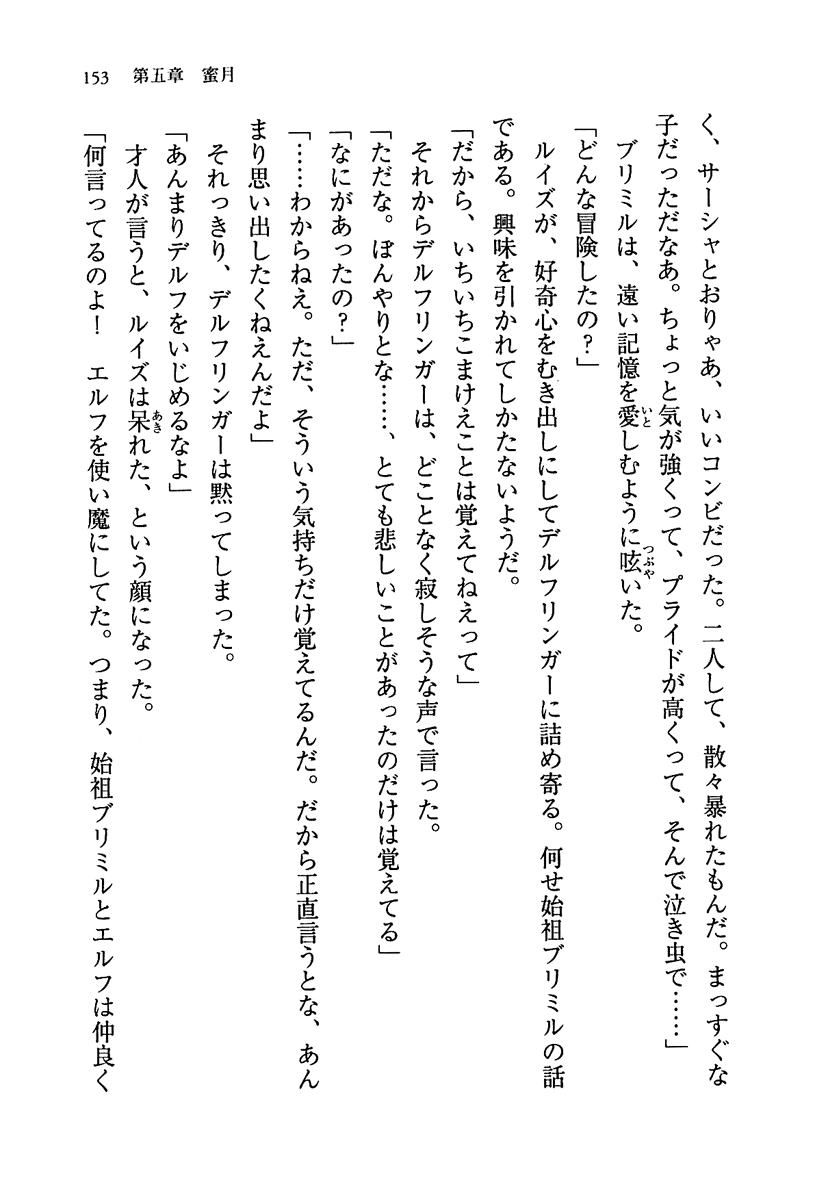 153　第五章　蜜月
く、サーシャとおりゃあ、いいコンビだった。二人して、散々暴れたもんだ。まっすぐな
子だっただなあ。ちょっと気が強くって、プライドが高くって、そんで泣き虫で……」
ブリミルは、遠い記憶を愛しむように呟いた。
「どんな冒険したの？」
ルイズが、好奇心をむき出しにしてデルフリンガーに詰め寄る。何せ始祖ブリミルの話
である。興味を引かれてしかたないようだ。
「だから、いちいちこまけえことは覚えてねえって」
それからデルフリンガーは、どことなく寂しそうな声で言った。
「ただな。ぼんやりとな……、とても悲しいことがあったのだけは覚えてる」
「なにがあったの？」
「……わからねえ。ただ、そういう気持ちだけ覚えてるんだ。だから正直言うとな、あん
まり思い出したくねえんだよ」
それっきり、デルフリンガーは黙ってしまった。
「あんまりデルフをいじめるなよ」
才人が言うと、ルイズは呆れた、という顔になった。
「何言ってるのよ！　エルフを使い魔にしてた。つまり、始祖ブリミルとエルフは仲良く